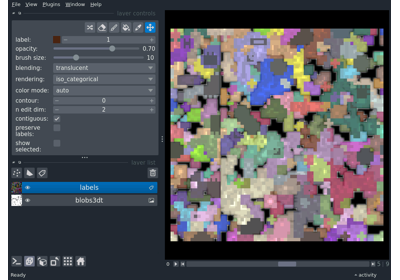 File View Plugins Window Help
layer controls
label: 1
opacity: 0.70
brush size: 10
blending: translucent
rendering: iso_categorical
color mode: auto
contour: 0
n edit dim: 2
contiguous:
preserve
labels:
show
selected:
layer list
labels
blobs3dt
Ready
activity